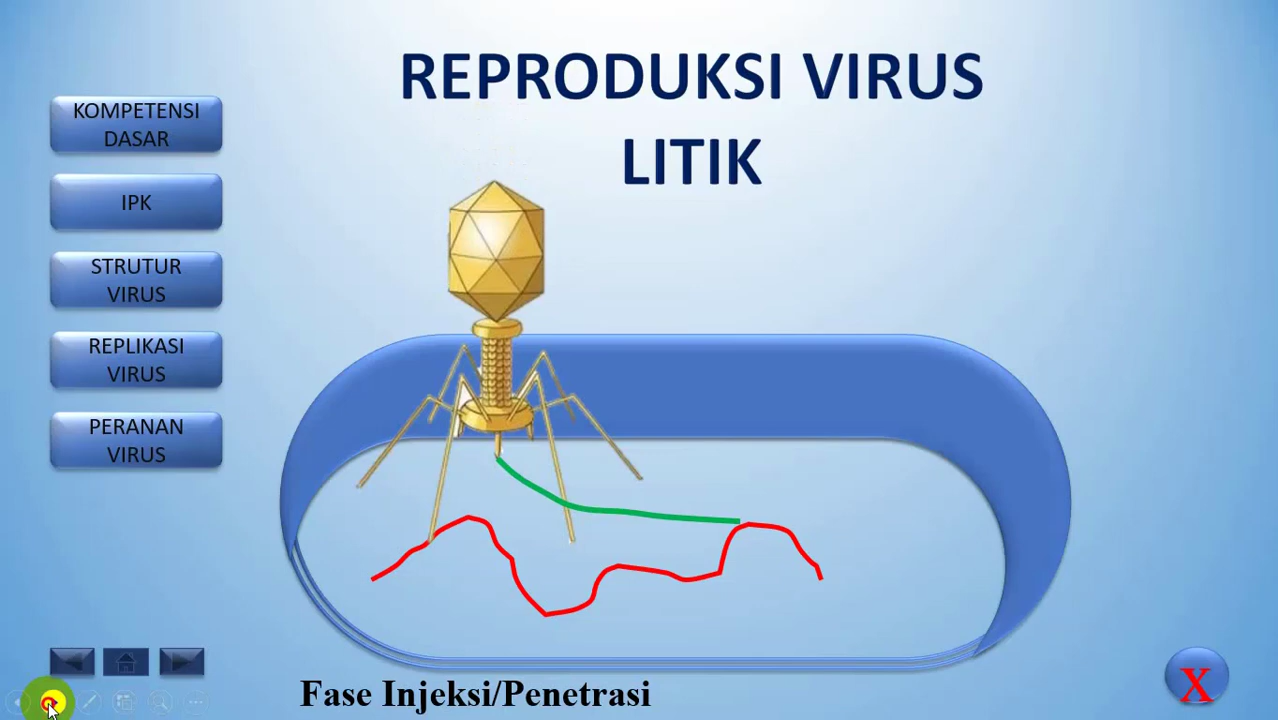 REPRODUKSI VIRUS
LITIK
KOMPETENSI
DASAR
IPK
STRUTUR
VIRUS
REPLIKASI
VIRUS
PERANAN
VIRUS
Fase Injeksi/Penetrasi
X